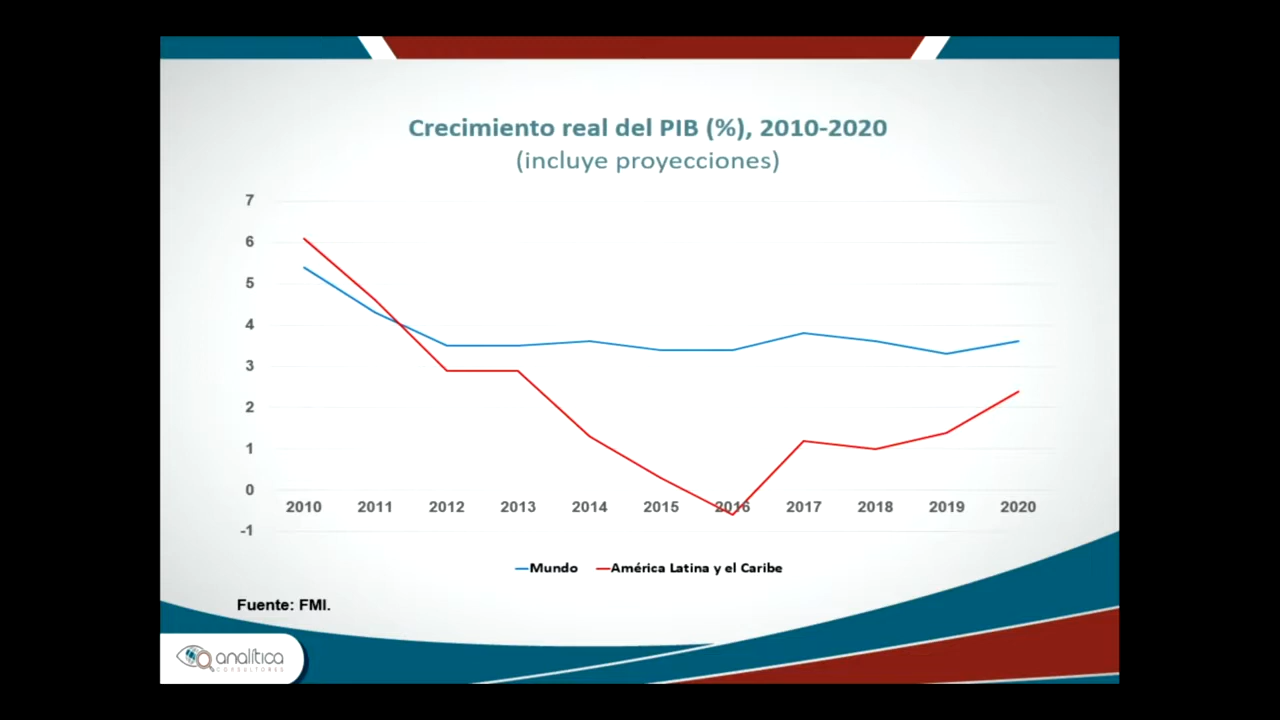 Crecimiento real del PIB (%), 2010-2020
(incluye proyecciones)
7
6
5
4
3
2
1
0
2010 2011 2012 2013 2014 2015 2016 2017 2018 2019 2020
-1
Mundo América Latina y el Caribe
Fuente: FMI.
analítica
CONSULTORES